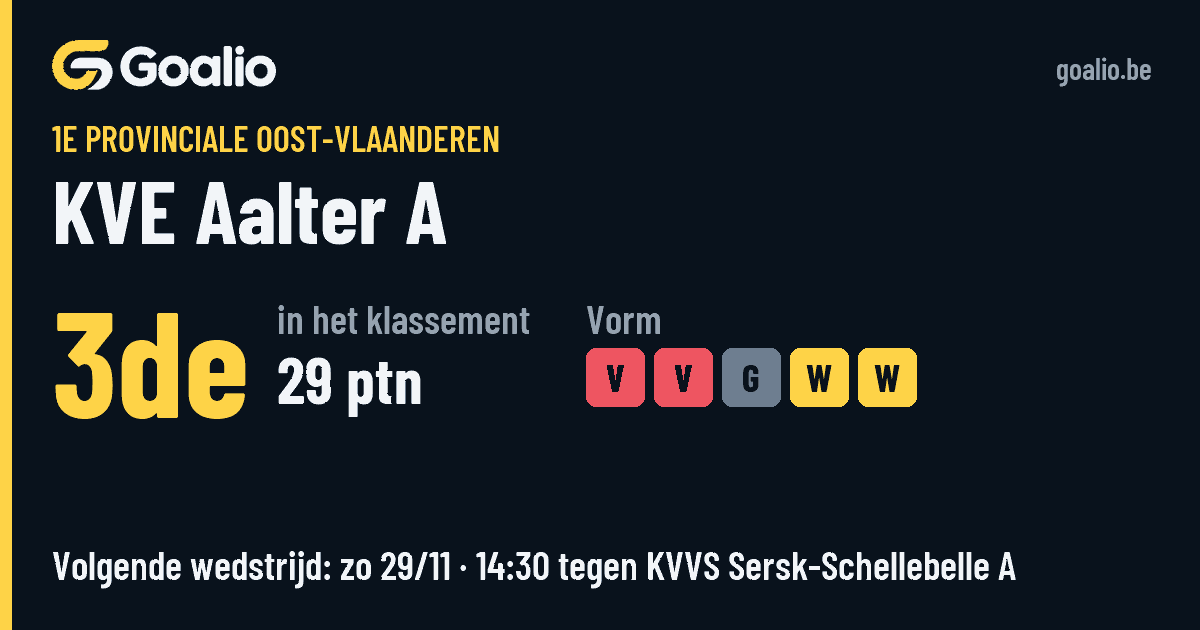 Goalio
goalio.be
1E PROVINCIALE OOST-VLAANDEREN
KVE Aalter A
3de
in het klassement
29 ptn
Vorm
V V G W W
Volgende wedstrijd: zo 29/11 · 14:30 tegen KVVS Sersk-Schellebelle A